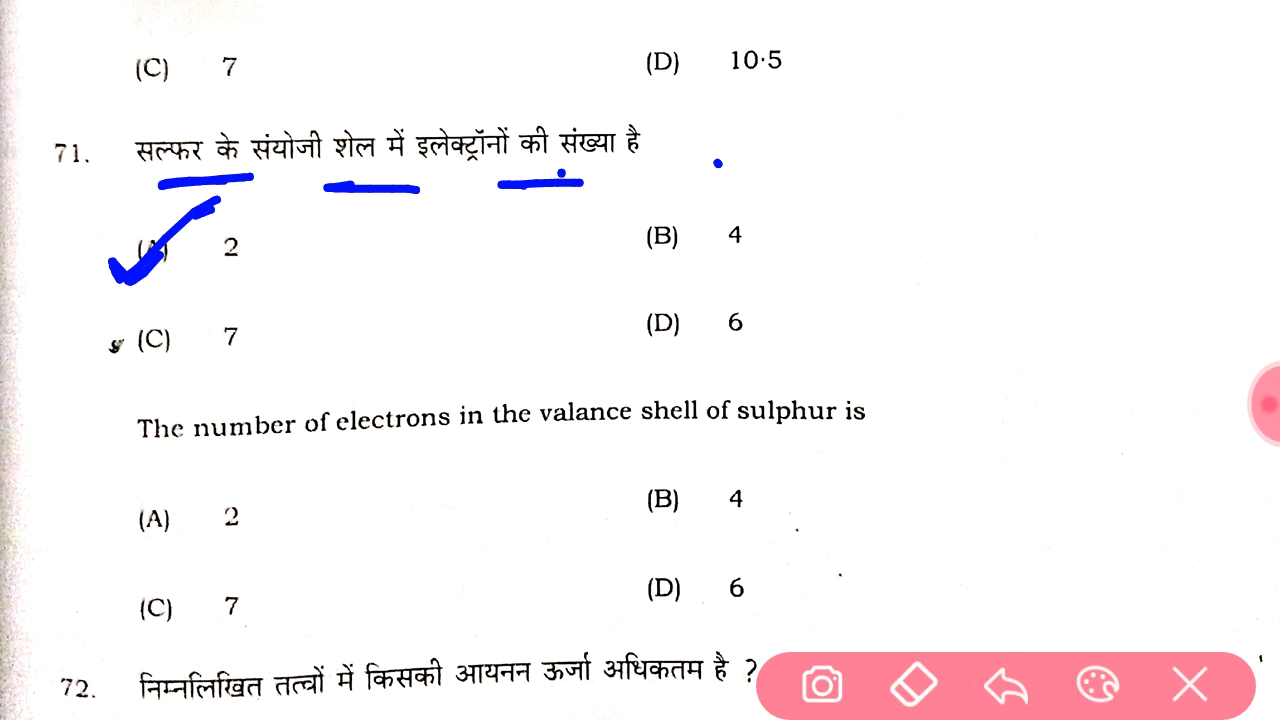 (C) 7 (D) 10·5
71. सल्फर के संयोजी शेल में इलेक्ट्रॉनों की संख्या है
(A) 2 (B) 4
(C) 7 (D) 6
The number of electrons in the valance shell of sulphur is
(A) 2 (B) 4
(C) 7 (D) 6
72. निम्नलिखित तत्वों में किसकी आयनन ऊर्जा अधिकतम है ?